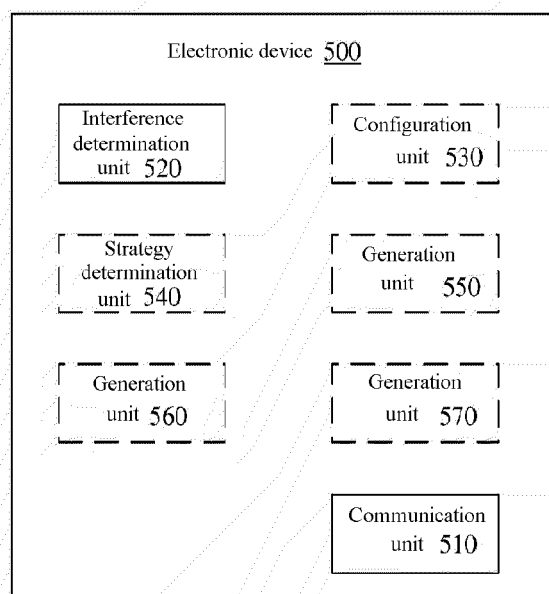 Electronic device 500
Interference
determination
unit 520
Configuration
unit 530
Strategy
determination
unit 540
Generation
unit 550
Generation
unit 560
Generation
unit 570
Communication
unit 510